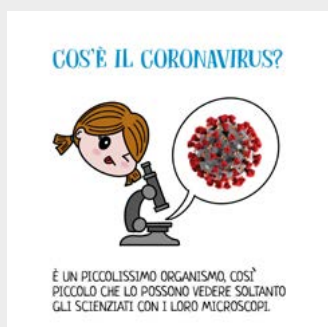 COS'È IL CORONAVIRUS?
È UN PICCOLISSIMO ORGANISMO, COSÌ
PICCOLO CHE LO POSSONO VEDERE SOLTANTO
GLI SCIENZIATI CON I LORO MICROSCOPI.